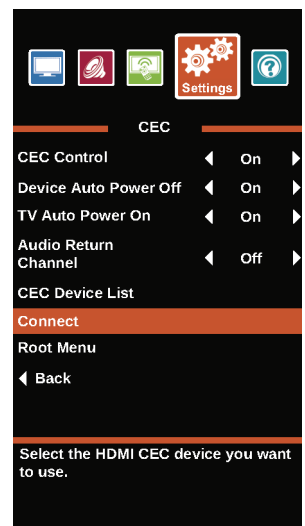 Settings
CEC
CEC Control On
Device Auto Power Off On
TV Auto Power On On
Audio Return
Channel Off
CEC Device List
Connect
Root Menu
Back
Select the HDMI CEC device you want
to use.